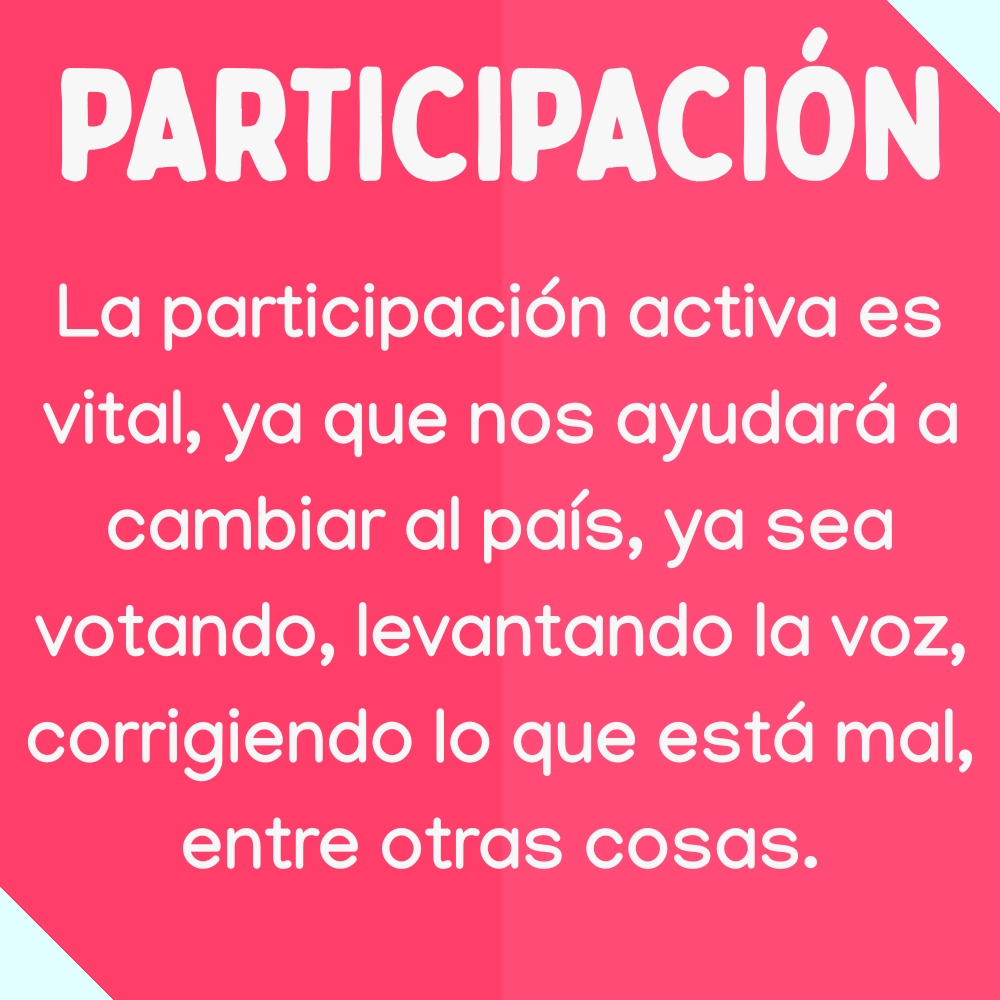 PARTICIPACIÓN
La participación activa es
vital, ya que nos ayudará a
cambiar al país, ya sea
votando, levantando la voz,
corrigiendo lo que está mal,
entre otras cosas.